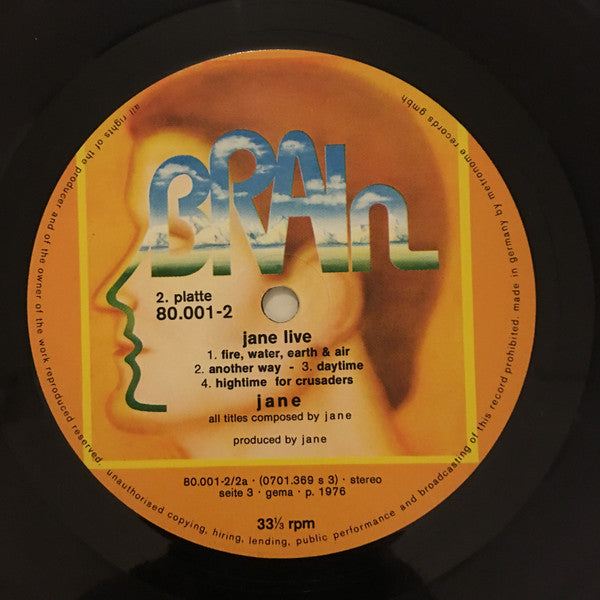 BRAIn
2. platte
80.001-2
jane live
1. fire, water, earth & air
2. another way - 3. daytime
4. hightime for crusaders
jane
all titles composed by jane
produced by jane
80.001-2/2a · (0701.369 s 3) · stereo
seite 3 · gema · p. 1976
33⅓ rpm
all rights of the producer and of the owner of the work reproduced reserved. unauthorised copying, hiring, lending, public performance and broadcasting of this record prohibited. made in germany by metronome records gmbh